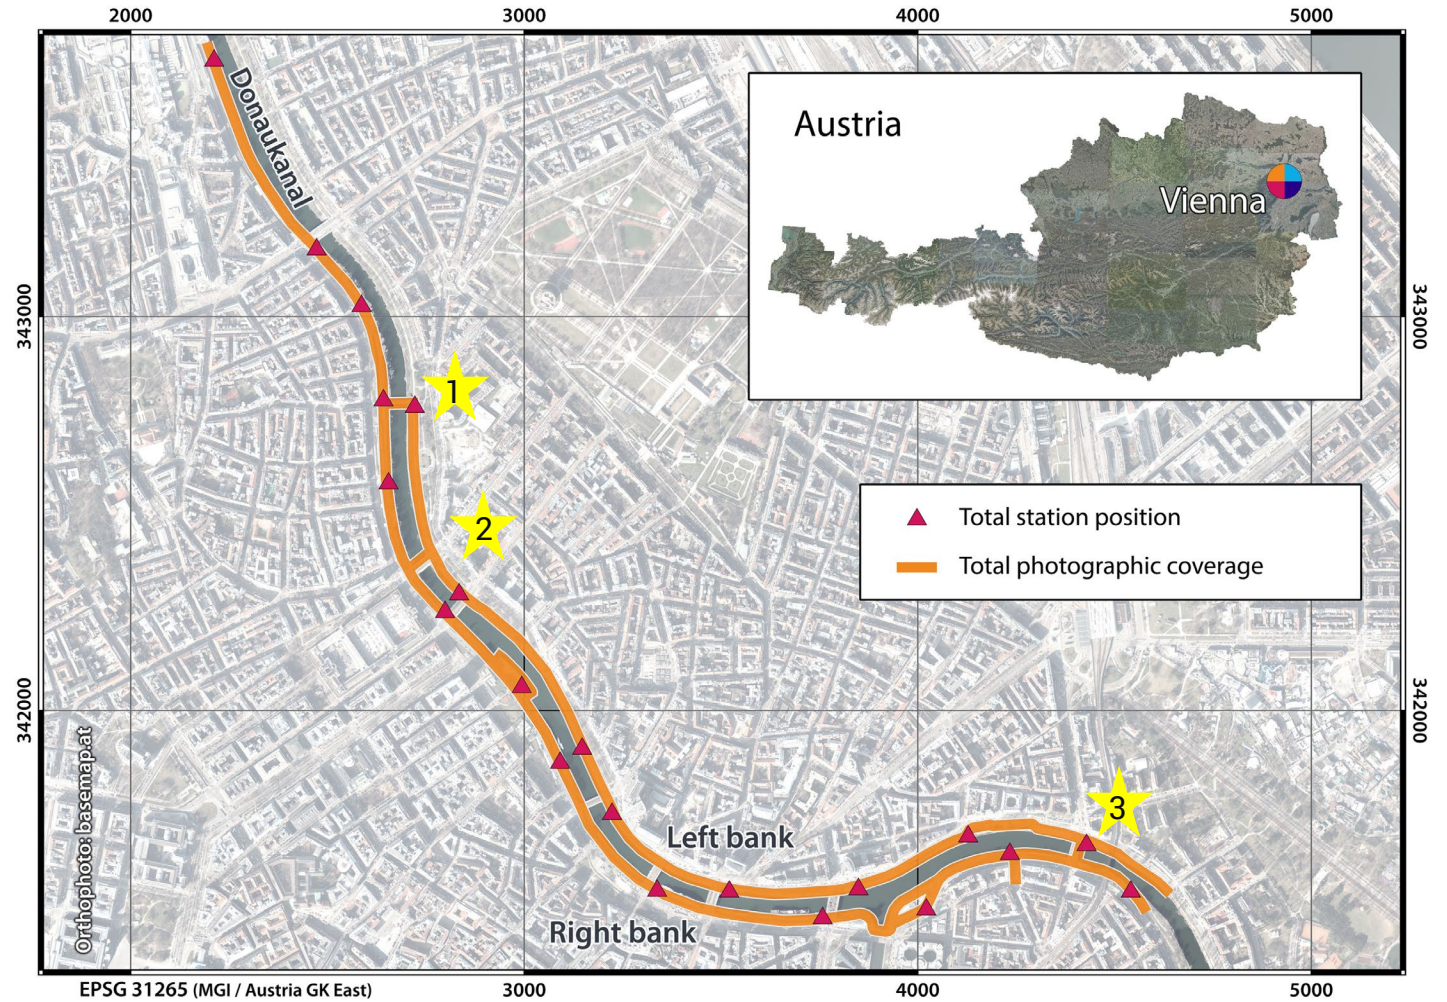 2000 3000 4000 5000
Donaukanal
Austria
Vienna
343000
343000
1
Total station position
2
Total photographic coverage
342000
342000
Orthophoto: basemap.at
3
Left bank
Right bank
EPSG 31265 (MGI / Austria GK East) 3000 4000 5000